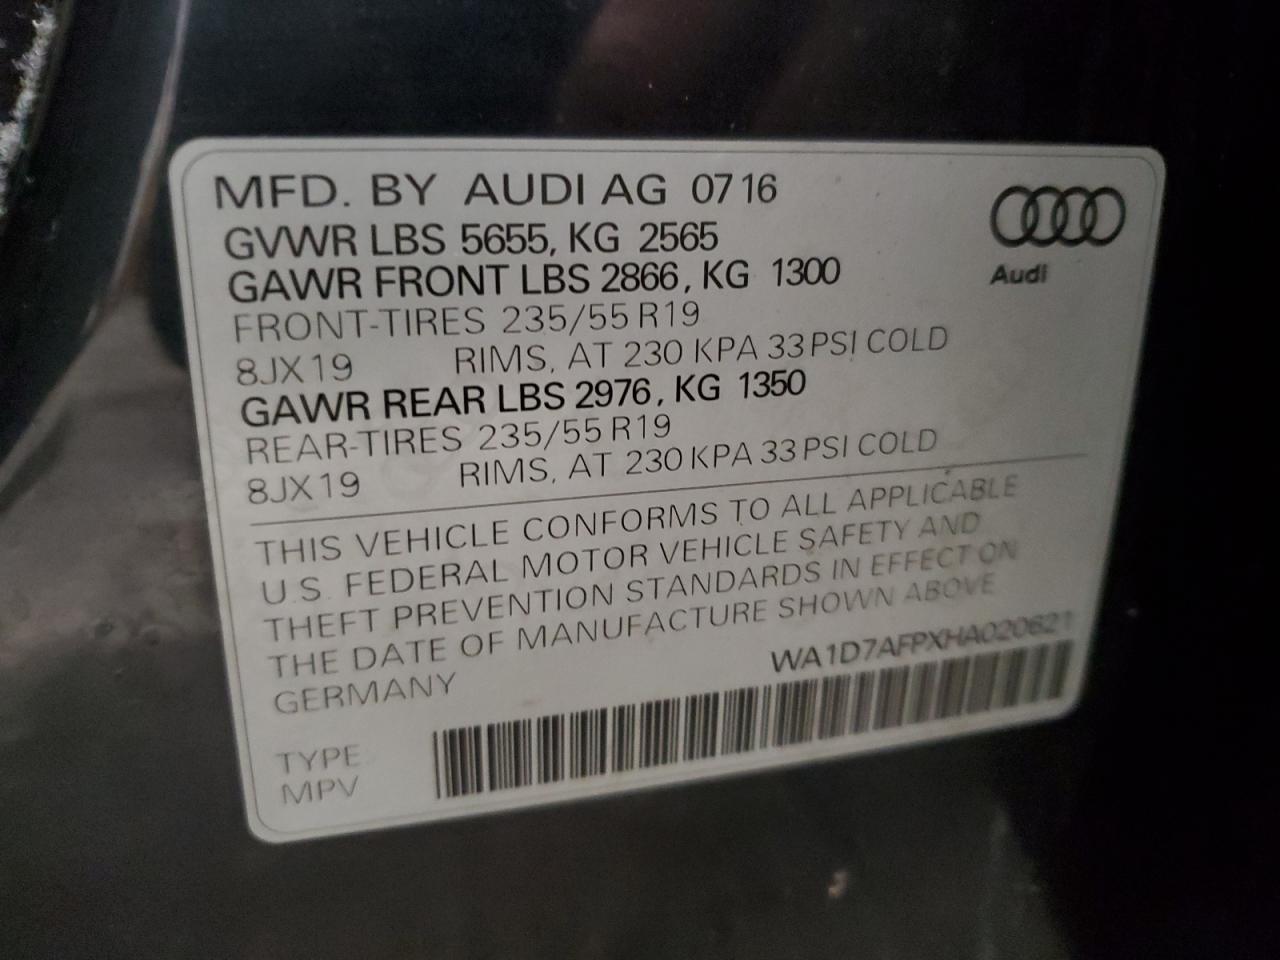 MFD. BY AUDI AG 07 16
GVWR LBS 5655, KG 2565
GAWR FRONT LBS 2866, KG 1300
FRONT-TIRES 235/55 R19
8JX19 RIMS, AT 230 KPA 33 PSI COLD
GAWR REAR LBS 2976, KG 1350
REAR-TIRES 235/55 R19
8JX19 RIMS, AT 230 KPA 33 PSI COLD
Audi
THIS VEHICLE CONFORMS TO ALL APPLICABLE
U.S. FEDERAL MOTOR VEHICLE SAFETY AND
THEFT PREVENTION STANDARDS IN EFFECT ON
THE DATE OF MANUFACTURE SHOWN ABOVE
GERMANY
WA1D7AFPXHA020621
TYPE
MPV